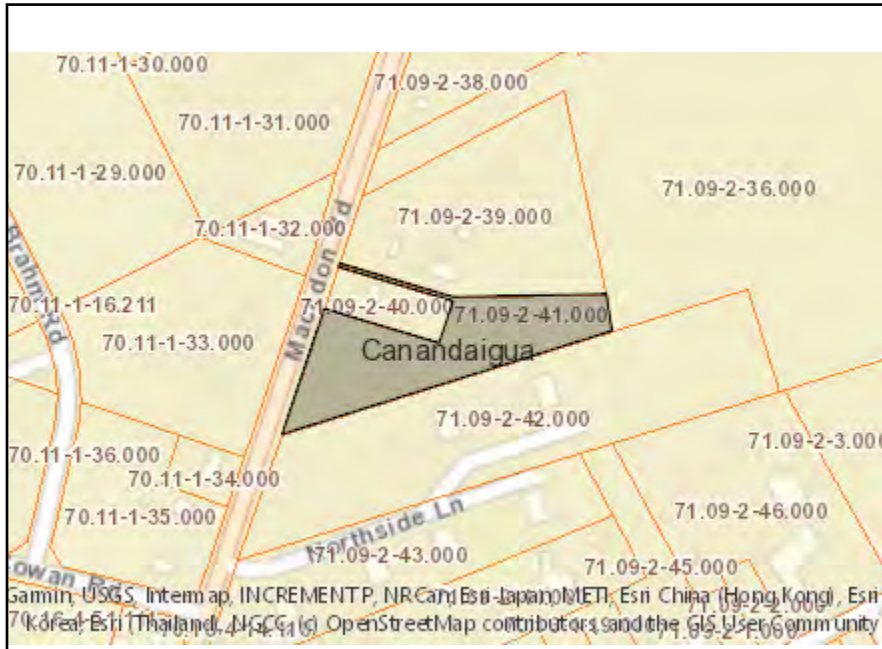 70.11-1-30.000
71.09-2-38.000
70.11-1-31.000
70.11-1-29.000
71.09-2-36.000
71.09-2-39.000
70.11-1-32.000
Macedon Rd
Brahm Rd
70.11-1-16.211
71.09-2-40.000
71.09-2-41.000
70.11-1-33.000
Canandaigua
71.09-2-42.000
71.09-2-3.000
70.11-1-36.000
70.11-1-34.000
70.11-1-35.000
71.09-2-46.000
Northside Ln
71.09-2-43.000
71.09-2-45.000
Cowan Rd
Garmin, USGS, Intermap, INCREMENT P, NRCan, Esri Japan, METI, Esri China (Hong Kong), Esri
Korea, Esri (Thailand), NGCC, (c) OpenStreetMap contributors, and the GIS User Community